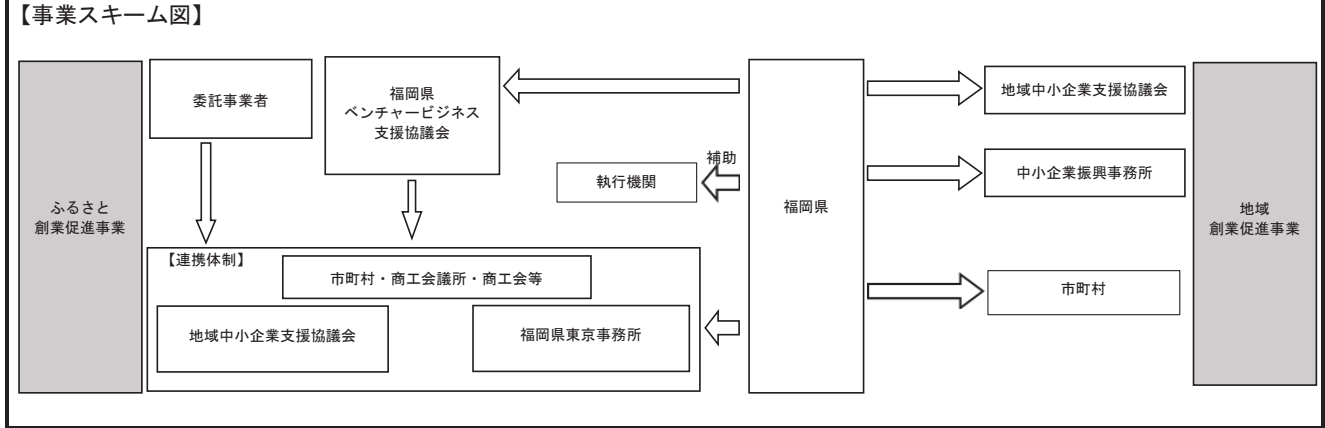 【事業スキーム図】
ふるさと
創業促進事業
委託事業者
福岡県
ベンチャービジネス
支援協議会
【連携体制】
市町村・商工会議所・商工会等
地域中小企業支援協議会
福岡県東京事務所
執行機関
補助
福岡県
地域中小企業支援協議会
中小企業振興事務所
市町村
地域
創業促進事業